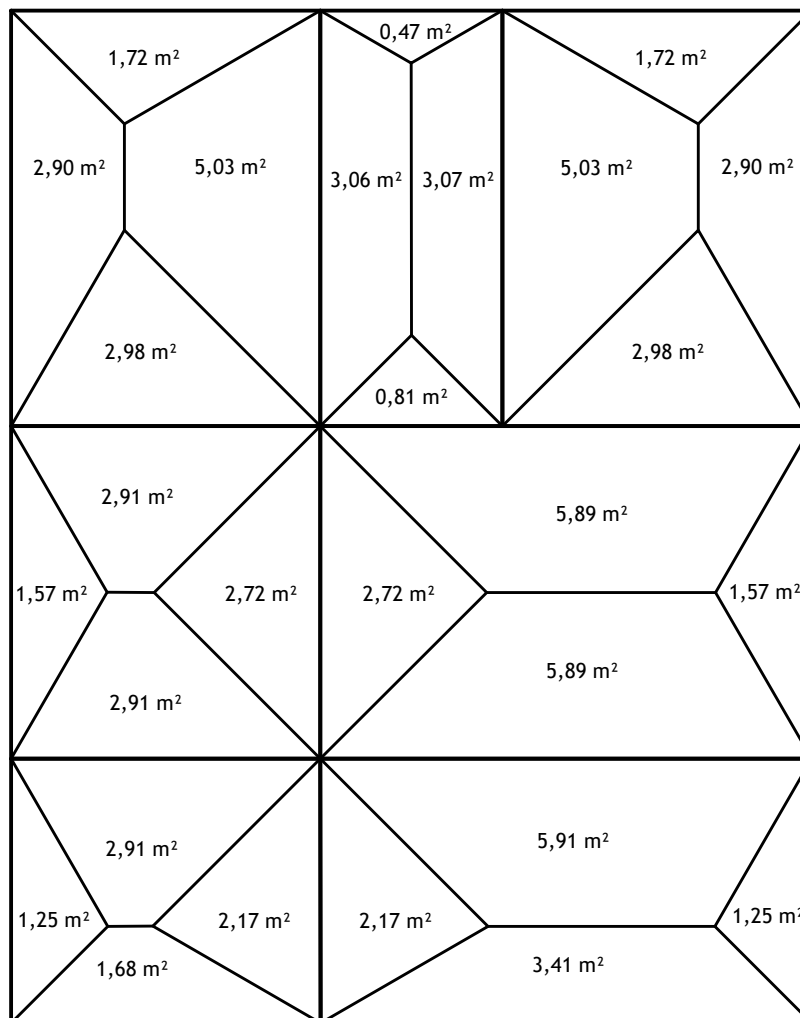 0,47 m²
1,72 m²
1,72 m²
2,90 m²
5,03 m²
3,06 m²
3,07 m²
5,03 m²
2,90 m²
2,98 m²
2,98 m²
0,81 m²
2,91 m²
5,89 m²
1,57 m²
2,72 m²
2,72 m²
1,57 m²
5,89 m²
2,91 m²
2,91 m²
5,91 m²
1,25 m²
2,17 m²
2,17 m²
1,25 m²
1,68 m²
3,41 m²